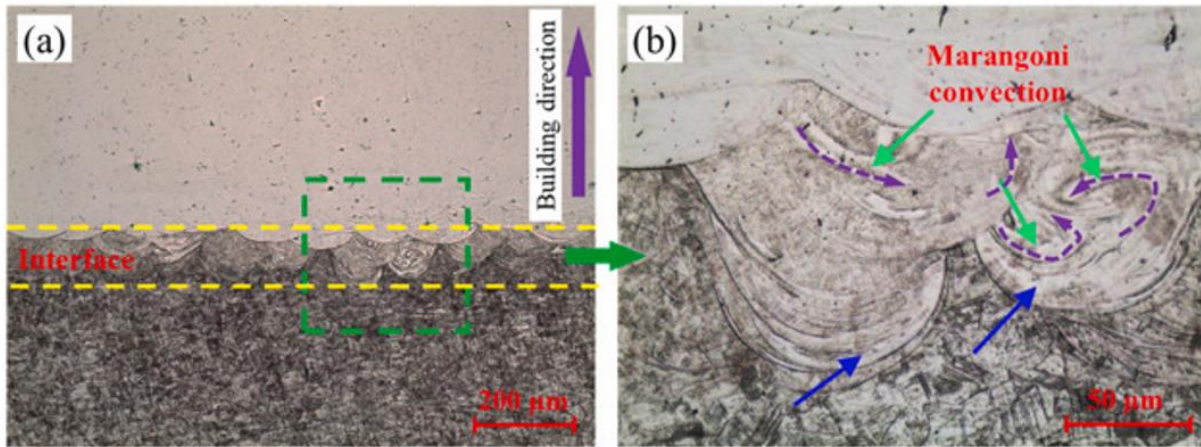 (a)
Building direction
Interface
200 μm
(b)
Marangoni
convection
50 μm